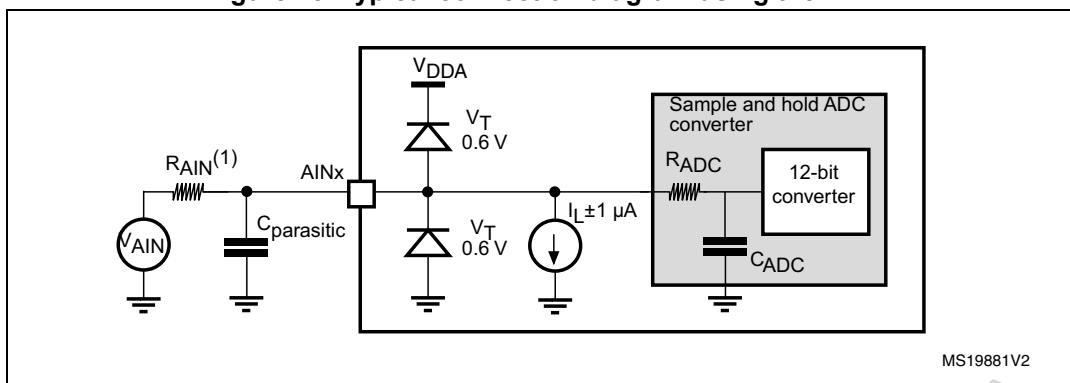 VDDA
VT
0.6 V
Sample and hold ADC
converter
RAIN(1)
AINx
RADC
12-bit
converter
IL±1 µA
VAIN
Cparasitic
VT
0.6 V
CADC
MS19881V2